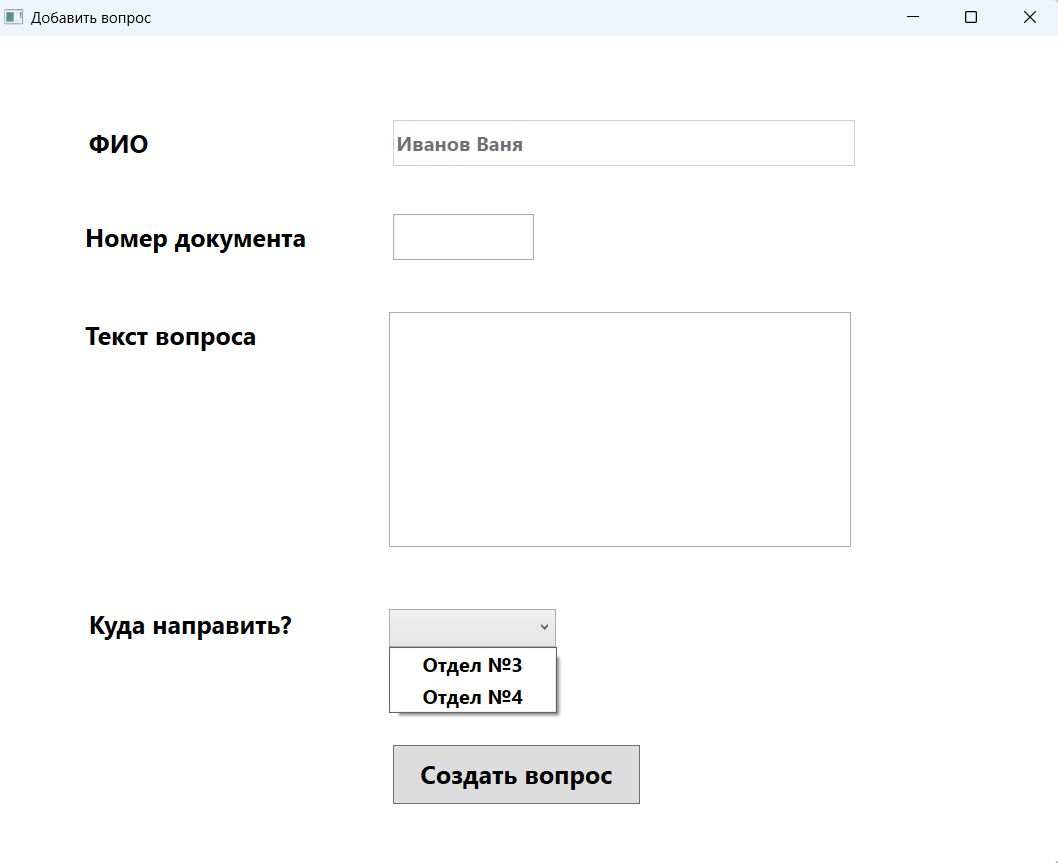 Добавить вопрос
ФИО
Иванов Ваня
Номер документа
Текст вопроса
Куда направить?
Отдел №3
Отдел №4
Создать вопрос